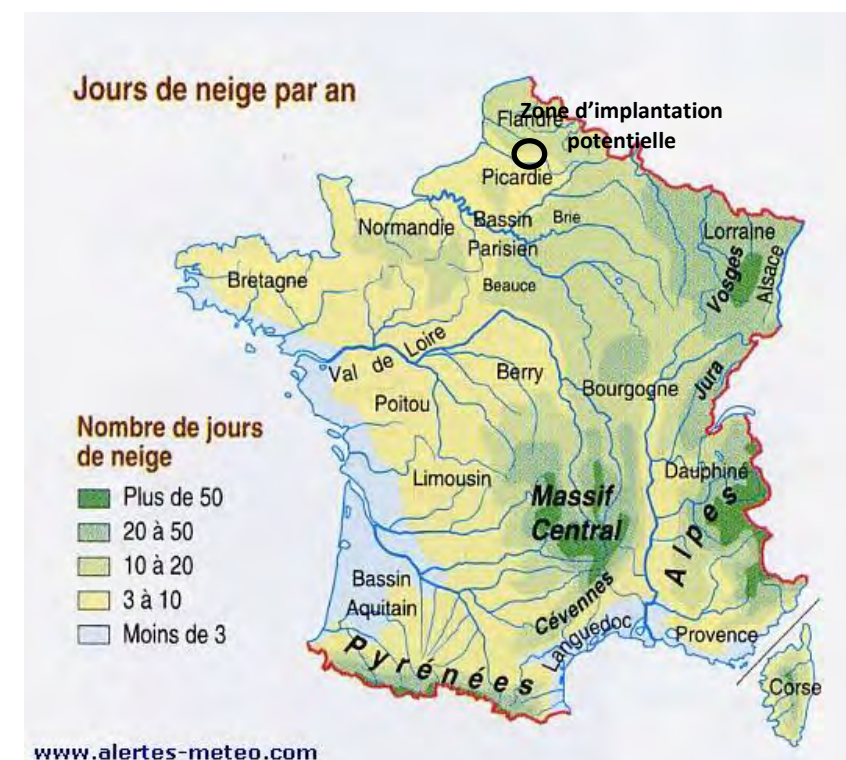 Jours de neige par an
Zone d’implantation
potentielle
Flandre
Picardie
Normandie
Bassin
Parisien
Brie
Lorraine
Vosges
Alsace
Bretagne
Beauce
Val de Loire
Berry
Bourgogne
Jura
Poitou
Limousin
Massif
Central
Dauphiné
Alpes
Bassin
Aquitain
Cévennes
Languedoc
Provence
Pyrénées
Corse
Nombre de jours
de neige
Plus de 50
20 à 50
10 à 20
3 à 10
Moins de 3
www.alertes-meteo.com